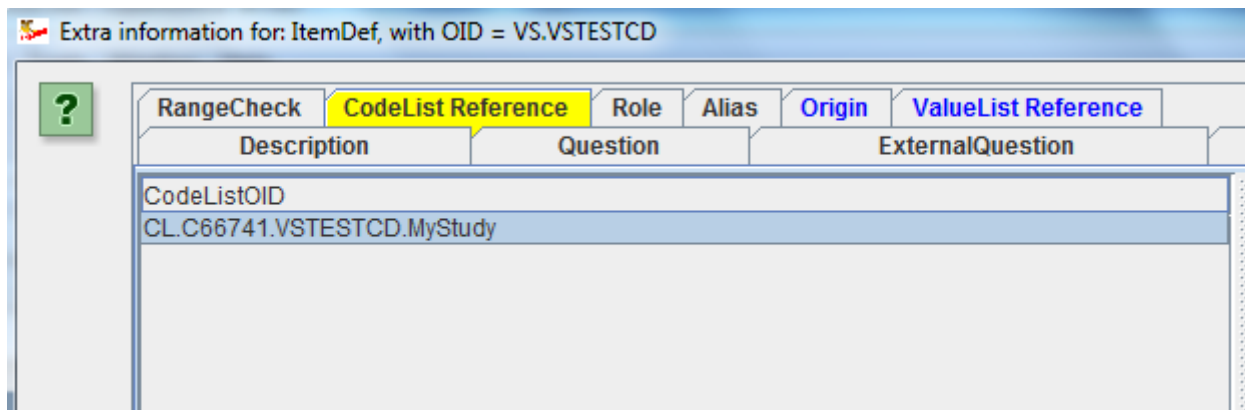 Extra information for: ItemDef, with OID = VS.VSTESTCD
?
RangeCheck CodeList Reference Role Alias Origin ValueList Reference
Description Question ExternalQuestion
CodeListOID
CL.C66741.VSTESTCD.MyStudy